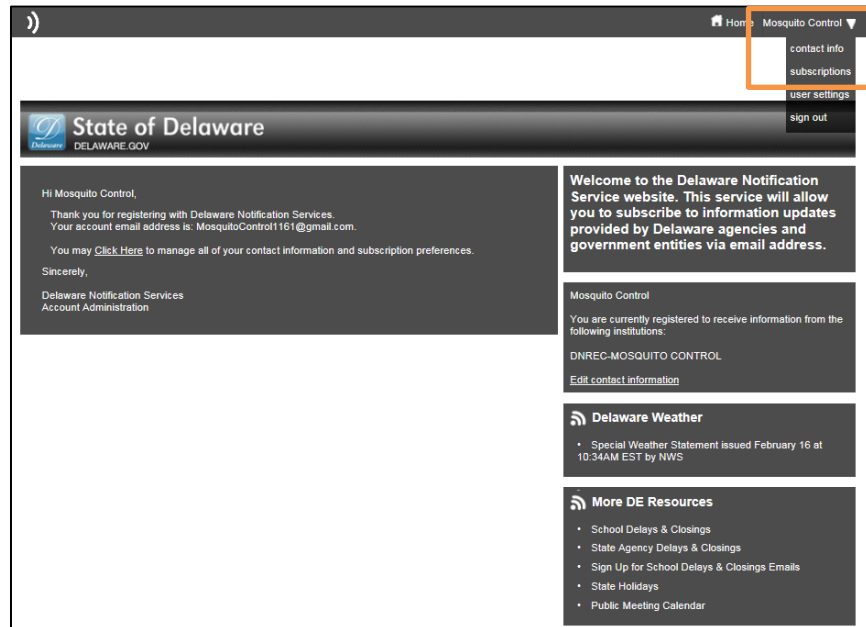 Home Mosquito Control
contact info
subscriptions
user settings
sign out
State of Delaware
Delaware
DELAWARE.GOV
Hi Mosquito Control,
Thank you for registering with Delaware Notification Services.
Your account email address is: MosquitoControl1161@gmail.com.
You may Click Here to manage all of your contact information and subscription preferences.
Sincerely,
Delaware Notification Services
Account Administration
Welcome to the Delaware Notification
Service website. This service will allow
you to subscribe to information updates
provided by Delaware agencies and
government entities via email address.
Mosquito Control
You are currently registered to receive information from the
following institutions:
DNREC-MOSQUITO CONTROL
Edit contact information
Delaware Weather
• Special Weather Statement issued February 16 at
10:34AM EST by NWS
More DE Resources
• School Delays & Closings
• State Agency Delays & Closings
• Sign Up for School Delays & Closings Emails
• State Holidays
• Public Meeting Calendar